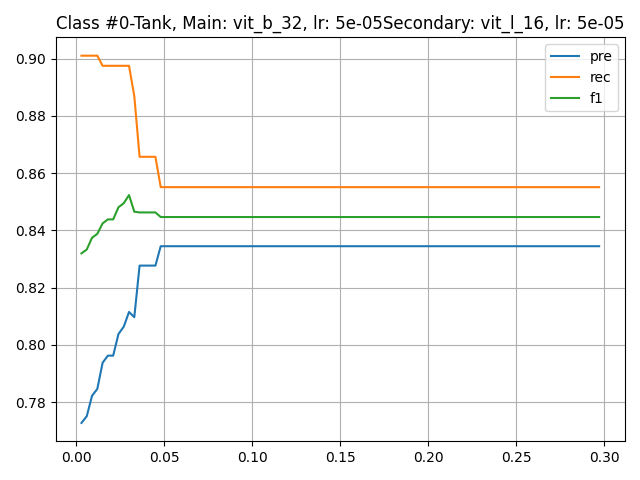 Class #0-Tank, Main: vit_b_32, lr: 5e-05Secondary: vit_l_16, lr: 5e-05
0.90
0.88
0.86
0.84
0.82
0.80
0.78
pre
rec
f1
0.00 0.05 0.10 0.15 0.20 0.25 0.30